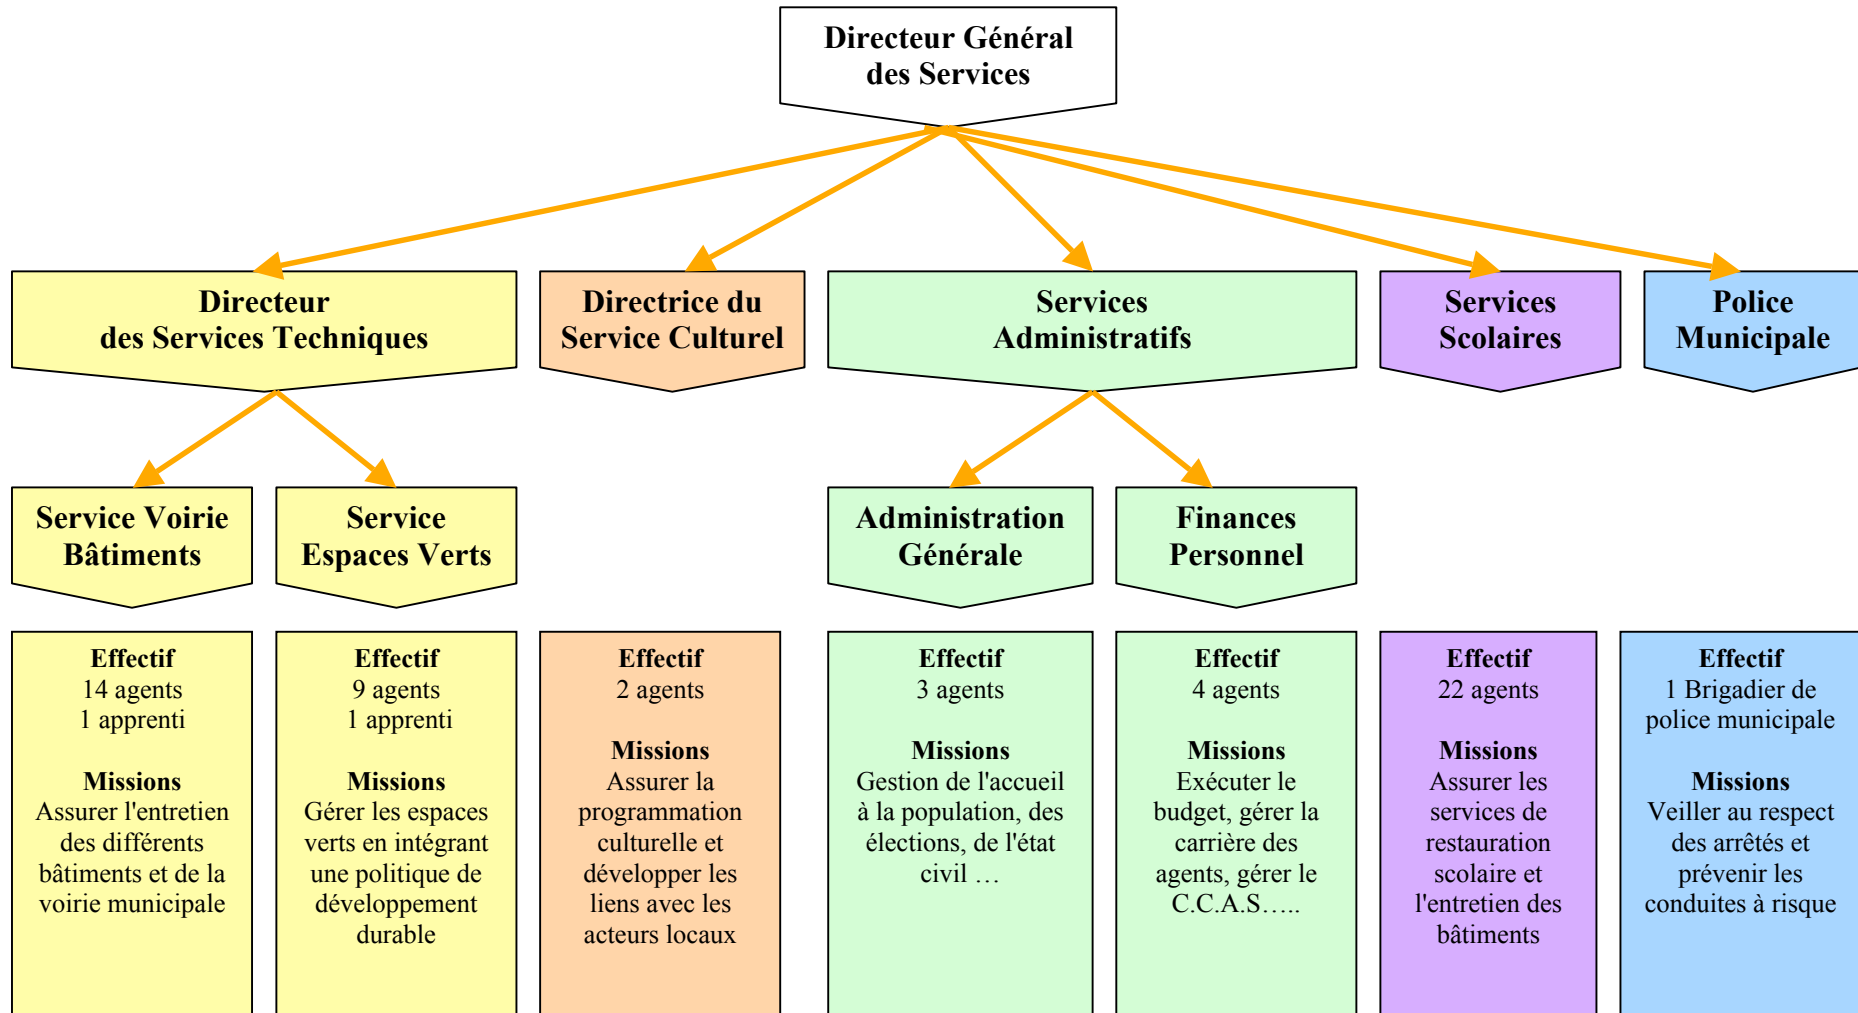 Directeur Général
des Services
Directeur
des Services Techniques
Directrice du
Service Culturel
Services
Administratifs
Services
Scolaires
Police
Municipale
Service Voirie
Bâtiments
Service
Espaces Verts
Administration
Générale
Finances
Personnel
Effectif
14 agents
1 apprenti
Missions
Assurer l'entretien
des différents
bâtiments et de la
voirie municipale
Effectif
9 agents
1 apprenti
Missions
Gérer les espaces
verts en intégrant
une politique de
développement
durable
Effectif
2 agents
Missions
Assurer la
programmation
culturelle et
développer les
liens avec les
acteurs locaux
Effectif
3 agents
Missions
Gestion de l'accueil
à la population, des
élections, de l'état
civil …
Effectif
4 agents
Missions
Exécuter le
budget, gérer la
carrière des
agents, gérer le
C.C.A.S…..
Effectif
22 agents
Missions
Assurer les
services de
restauration
scolaire et
l'entretien des
bâtiments
Effectif
1 Brigadier de
police municipale
Missions
Veiller au respect
des arrêtés et
prévenir les
conduites à risque